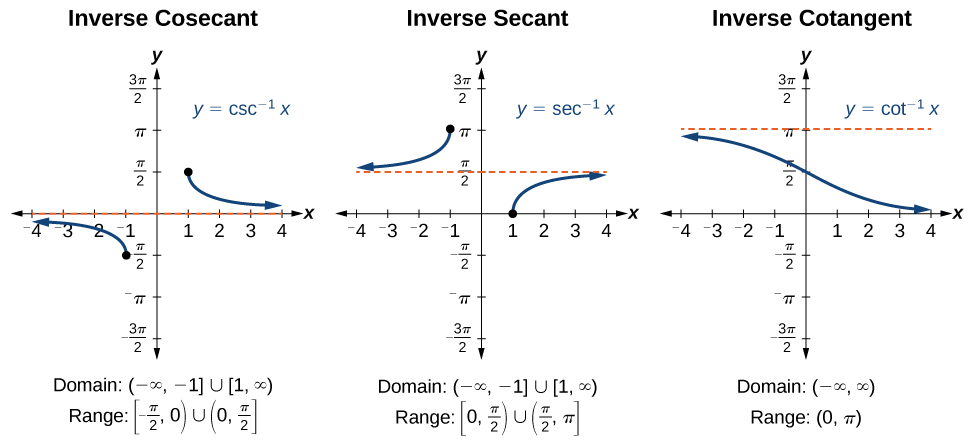 Inverse Cosecant
y
3π/2
π
π/2
y = csc⁻¹ x
x
−4 −3 −2 −1 1 2 3 4
−π/2
−π
−3π/2
Domain: (−∞, −1] ∪ [1, ∞)
Range: [−π/2, 0) ∪ (0, π/2]
Inverse Secant
y
3π/2
π
π/2
y = sec⁻¹ x
x
−4 −3 −2 −1 1 2 3 4
−π/2
−π
−3π/2
Domain: (−∞, −1] ∪ [1, ∞)
Range: [0, π/2) ∪ (π/2, π]
Inverse Cotangent
y
3π/2
π
π/2
y = cot⁻¹ x
x
−4 −3 −2 −1 1 2 3 4
−π/2
−π
−3π/2
Domain: (−∞, ∞)
Range: (0, π)